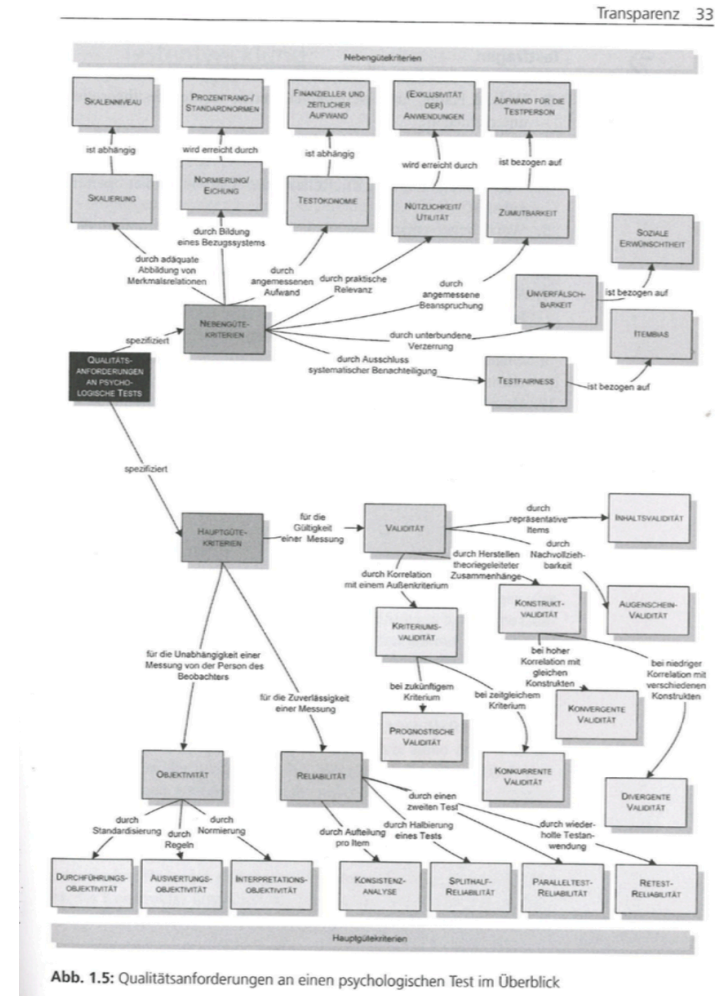 Transparenz 33
Nebengütekriterien
SKALENNIVEAU
PROZENTRANG-/
STANDARDNORMEN
FINANZIELLER UND
ZEITLICHER
AUFWAND
(EXKLUSIVITÄT
DER)
ANWENDUNGEN
AUFWAND FÜR DIE
TESTPERSON
ist abhängig
wird erreicht durch
ist abhängig
wird erreicht durch
ist bezogen auf
SKALIERUNG
NORMIERUNG/
EICHUNG
TESTÖKONOMIE
NÜTZLICHKEIT/
UTILITÄT
ZUMUTBARKEIT
SOZIALE
ERWÜNSCHTHEIT
durch adäquate
Abbildung von
Merkmalsrelationen
durch Bildung
eines Bezugssystems
durch
angemessenen
Aufwand
durch praktische
Relevanz
durch
angemessene
Beanspruchung
UNVERFÄLSCH-
BARKEIT
ist bezogen auf
NEBENGÜTE-
KRITERIEN
durch unterbundene
Verzerrung
ITEMBIAS
spezifiziert
durch Ausschluss
systematischer Benachteiligung
TESTFAIRNESS
ist bezogen auf
QUALITÄTS-
ANFORDERUNGEN
AN PSYCHO-
LOGISCHE TESTS
spezifiziert
HAUPTGÜTE-
KRITERIEN
für die
Gültigkeit
einer Messung
VALIDITÄT
durch
repräsentative
Items
INHALTSVALIDITÄT
durch
Nachvollzieh-
barkeit
AUGENSCHEIN-
VALIDITÄT
durch Herstellen
theoriegeleiteter
Zusammenhänge
KONSTRUKT-
VALIDITÄT
durch Korrelation
mit einem Außenkriterium
KRITERIUMS-
VALIDITÄT
bei hoher
Korrelation mit
gleichen
Konstrukten
bei niedriger
Korrelation mit
verschiedenen
Konstrukten
bei zukünftigem
Kriterium
bei zeitgleichem
Kriterium
KONVERGENTE
VALIDITÄT
PROGNOSTISCHE
VALIDITÄT
KONKURRENTE
VALIDITÄT
DIVERGENTE
VALIDITÄT
für die Unabhängigkeit einer
Messung von der Person des
Beobachters
für die Zuverlässigkeit
einer Messung
OBJEKTIVITÄT
RELIABILITÄT
durch
Standardisierung
durch
Regeln
durch
Normierung
durch Aufteilung
pro Item
durch Halbierung
eines Tests
durch einen
zweiten Test
durch wieder-
holte Testan-
wendung
DURCHFÜHRUNGS-
OBJEKTIVITÄT
AUSWERTUNGS-
OBJEKTIVITÄT
INTERPRETATIONS-
OBJEKTIVITÄT
KONSISTENZ-
ANALYSE
SPLITHALF-
RELIABILITÄT
PARALLELTEST-
RELIABILITÄT
RETEST-
RELIABILITÄT
Hauptgütekriterien
Abb. 1.5: Qualitätsanforderungen an einen psychologischen Test im Überblick